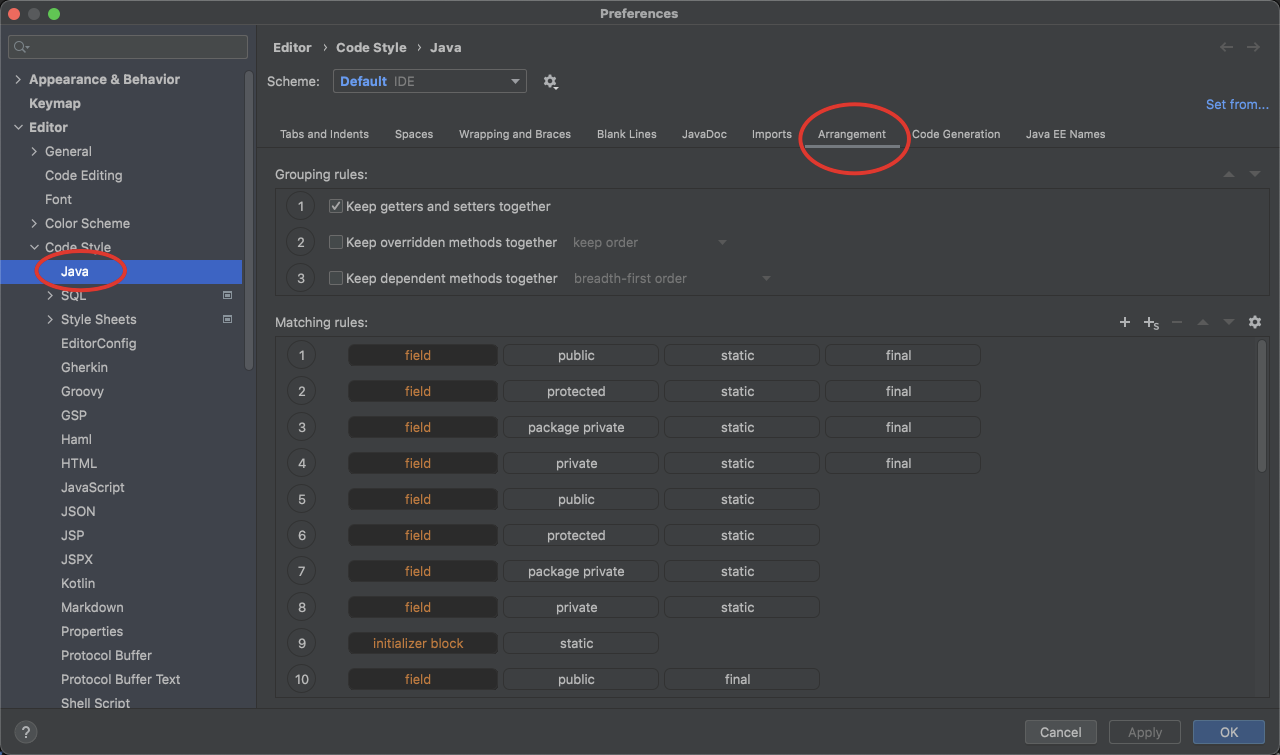 Preferences
Appearance & Behavior
Keymap
Editor
General
Code Editing
Font
Color Scheme
Code Style
Java
SQL
Style Sheets
EditorConfig
Gherkin
Groovy
GSP
Haml
HTML
JavaScript
JSON
JSP
JSPX
Kotlin
Markdown
Properties
Protocol Buffer
Protocol Buffer Text
Shell Script
?
Editor › Code Style › Java
Scheme: Default IDE
Set from...
Tabs and Indents Spaces Wrapping and Braces Blank Lines JavaDoc Imports Arrangement Code Generation Java EE Names
Grouping rules:
1 Keep getters and setters together
2 Keep overridden methods together keep order
3 Keep dependent methods together breadth-first order
Matching rules:
1 field public static final
2 field protected static final
3 field package private static final
4 field private static final
5 field public static
6 field protected static
7 field package private static
8 field private static
9 initializer block static
10 field public final
Cancel Apply OK